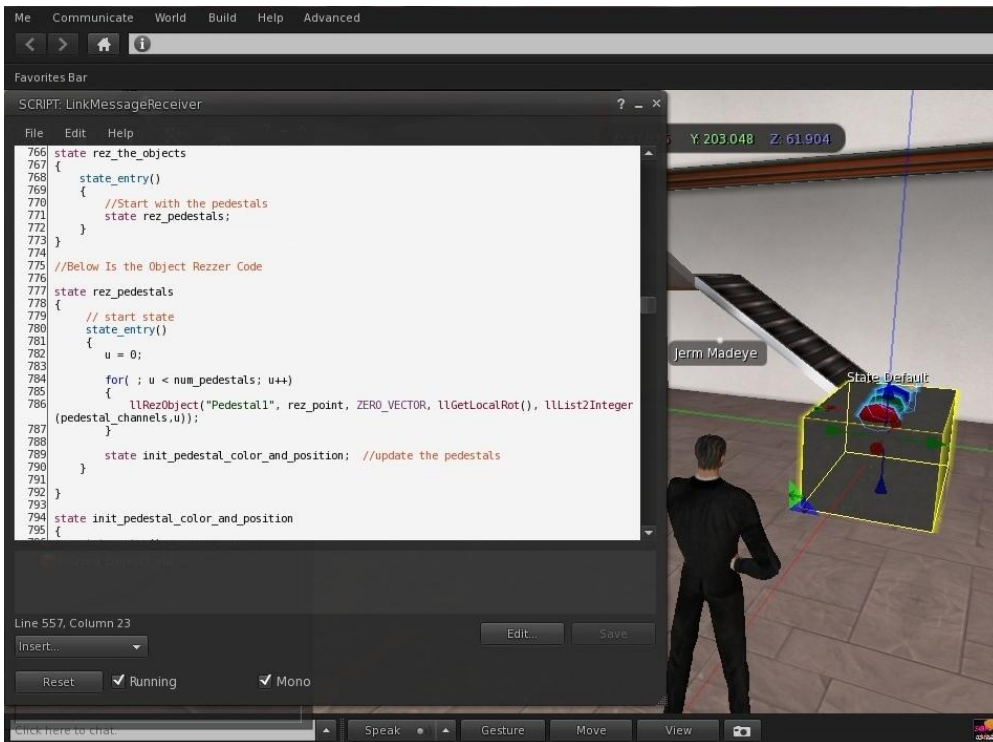 Me Communicate World Build Help Advanced
Favorites Bar
SCRIPT: LinkMessageReceiver ? _ ×
File Edit Help
766 state rez_the_objects
767 {
768 state_entry()
769 {
770 //Start with the pedestals
771 state rez_pedestals;
772 }
773 }
774
775 //Below Is the Object Rezzer Code
776
777 state rez_pedestals
778 {
779 // start state
780 state_entry()
781 {
782 u = 0;
783
784 for( ; u < num_pedestals; u++)
785 {
786 llRezObject("Pedestal1", rez_point, ZERO_VECTOR, llGetLocalRot(), llList2Integer
(pedestal_channels,u));
787 }
788
789 state init_pedestal_color_and_position; //update the pedestals
790 }
791
792 }
793
794 state init_pedestal_color_and_position
795 {
Y: 203.048 Z: 61.904
Jerm Madeye
State Default
Line 557, Column 23
Insert...
Edit... Save
Reset Running Mono
Click here to chat. Speak Gesture Move View